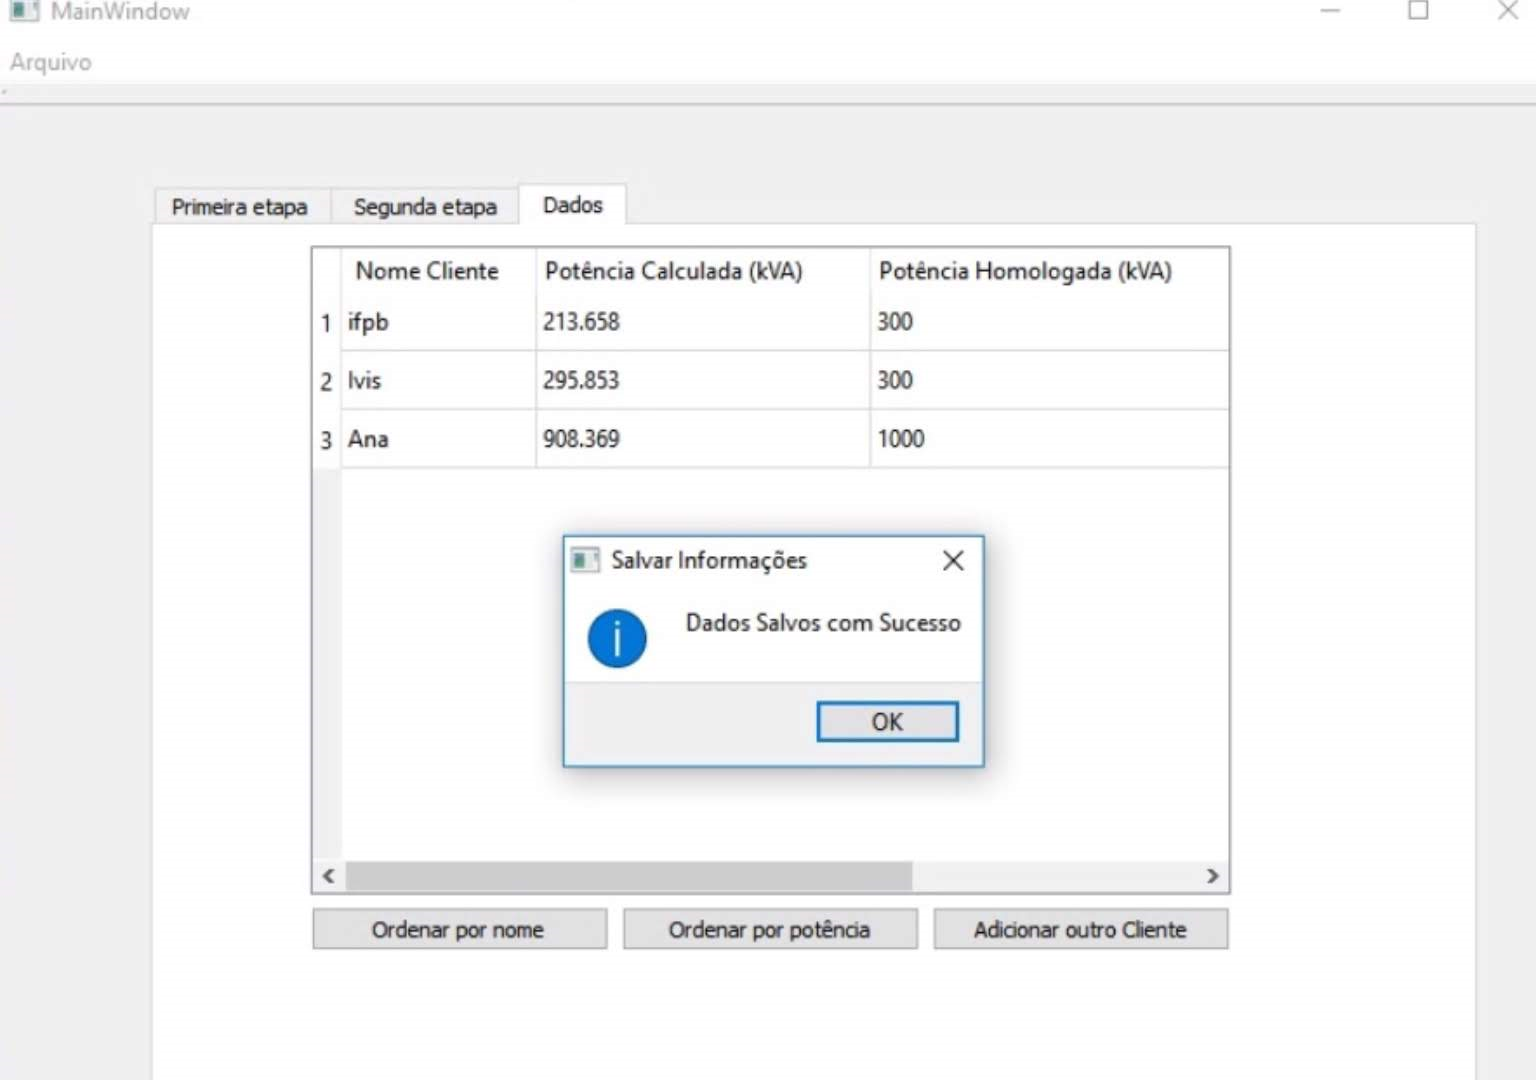 MainWindow
Arquivo
Primeira etapa Segunda etapa Dados
Nome Cliente Potência Calculada (kVA) Potência Homologada (kVA)
1 ifpb 213.658 300
2 lvis 295.853 300
3 Ana 908.369 1000
Salvar Informações
Dados Salvos com Sucesso
OK
Ordenar por nome Ordenar por potência Adicionar outro Cliente